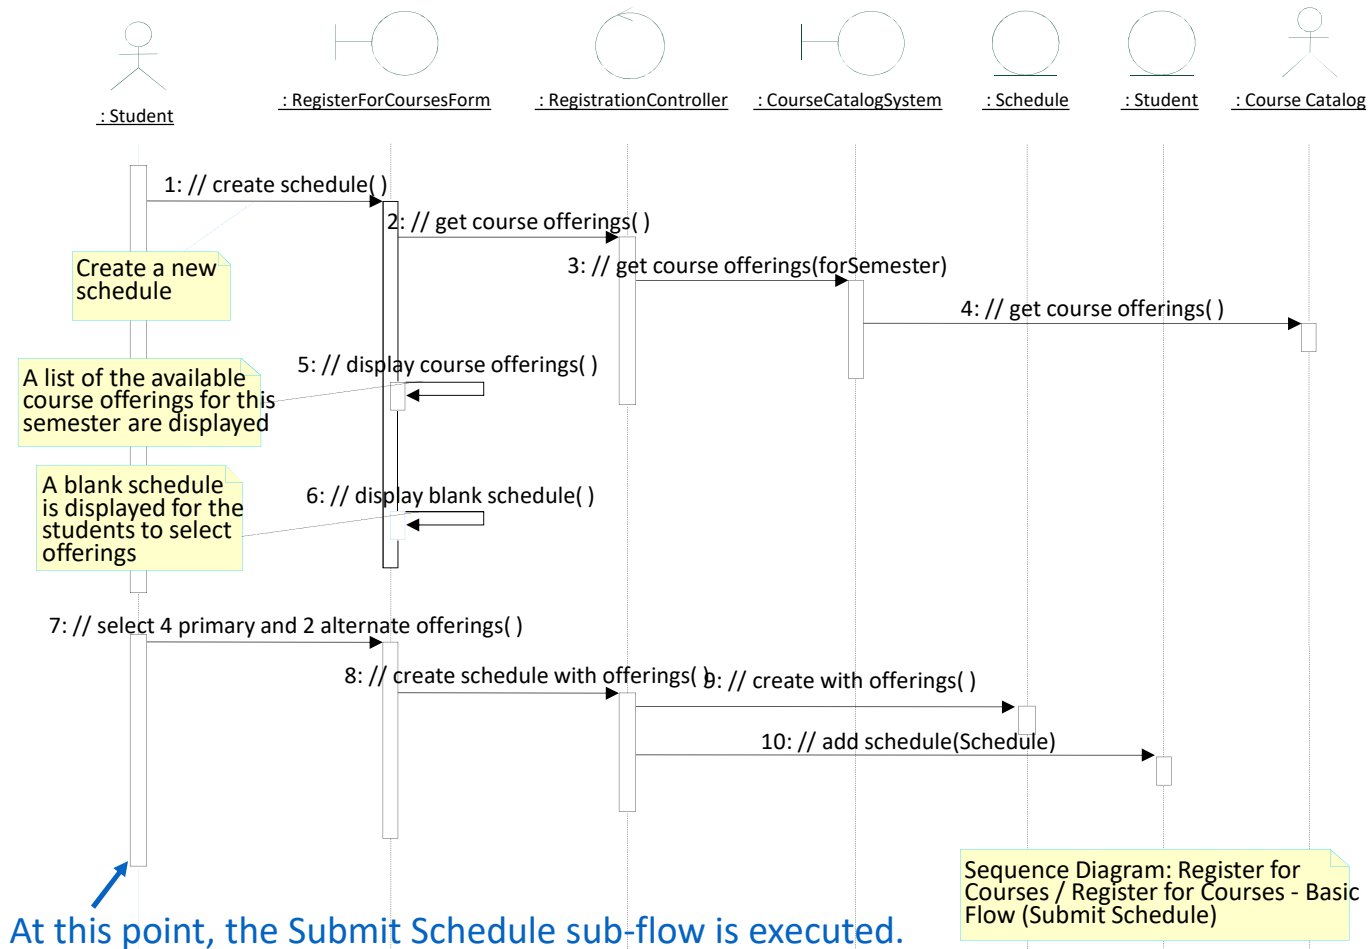 : Student
: RegisterForCoursesForm
: RegistrationController
: CourseCatalogSystem
: Schedule
: Student
: Course Catalog
1: // create schedule( )
2: // get course offerings( )
Create a new
schedule
3: // get course offerings(forSemester)
4: // get course offerings( )
5: // display course offerings( )
A list of the available
course offerings for this
semester are displayed
6: // display blank schedule( )
A blank schedule
is displayed for the
students to select
offerings
7: // select 4 primary and 2 alternate offerings( )
8: // create schedule with offerings( )
9: // create with offerings( )
10: // add schedule(Schedule)
Sequence Diagram: Register for
Courses / Register for Courses - Basic
Flow (Submit Schedule)
At this point, the Submit Schedule sub-flow is executed.